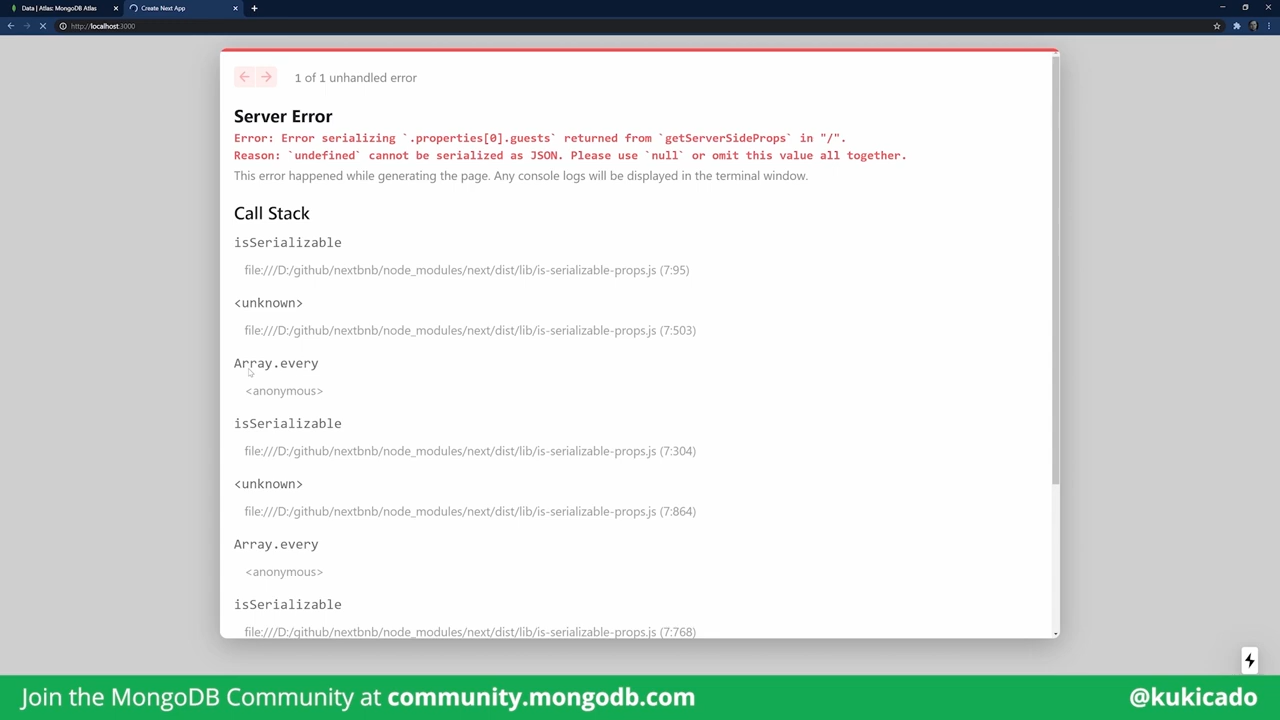 Data | Atlas: MongoDB Atlas
Create Next App
http://localhost:3000
1 of 1 unhandled error
Server Error
Error: Error serializing `.properties[0].guests` returned from `getServerSideProps` in "/".
Reason: `undefined` cannot be serialized as JSON. Please use `null` or omit this value all together.
This error happened while generating the page. Any console logs will be displayed in the terminal window.
Call Stack
isSerializable
file:///D:/github/nextbnb/node_modules/next/dist/lib/is-serializable-props.js (7:95)
<unknown>
file:///D:/github/nextbnb/node_modules/next/dist/lib/is-serializable-props.js (7:503)
Array.every
<anonymous>
isSerializable
file:///D:/github/nextbnb/node_modules/next/dist/lib/is-serializable-props.js (7:304)
<unknown>
file:///D:/github/nextbnb/node_modules/next/dist/lib/is-serializable-props.js (7:864)
Array.every
<anonymous>
isSerializable
file:///D:/github/nextbnb/node_modules/next/dist/lib/is-serializable-props.js (7:768)
Join the MongoDB Community at community.mongodb.com
@kukicado